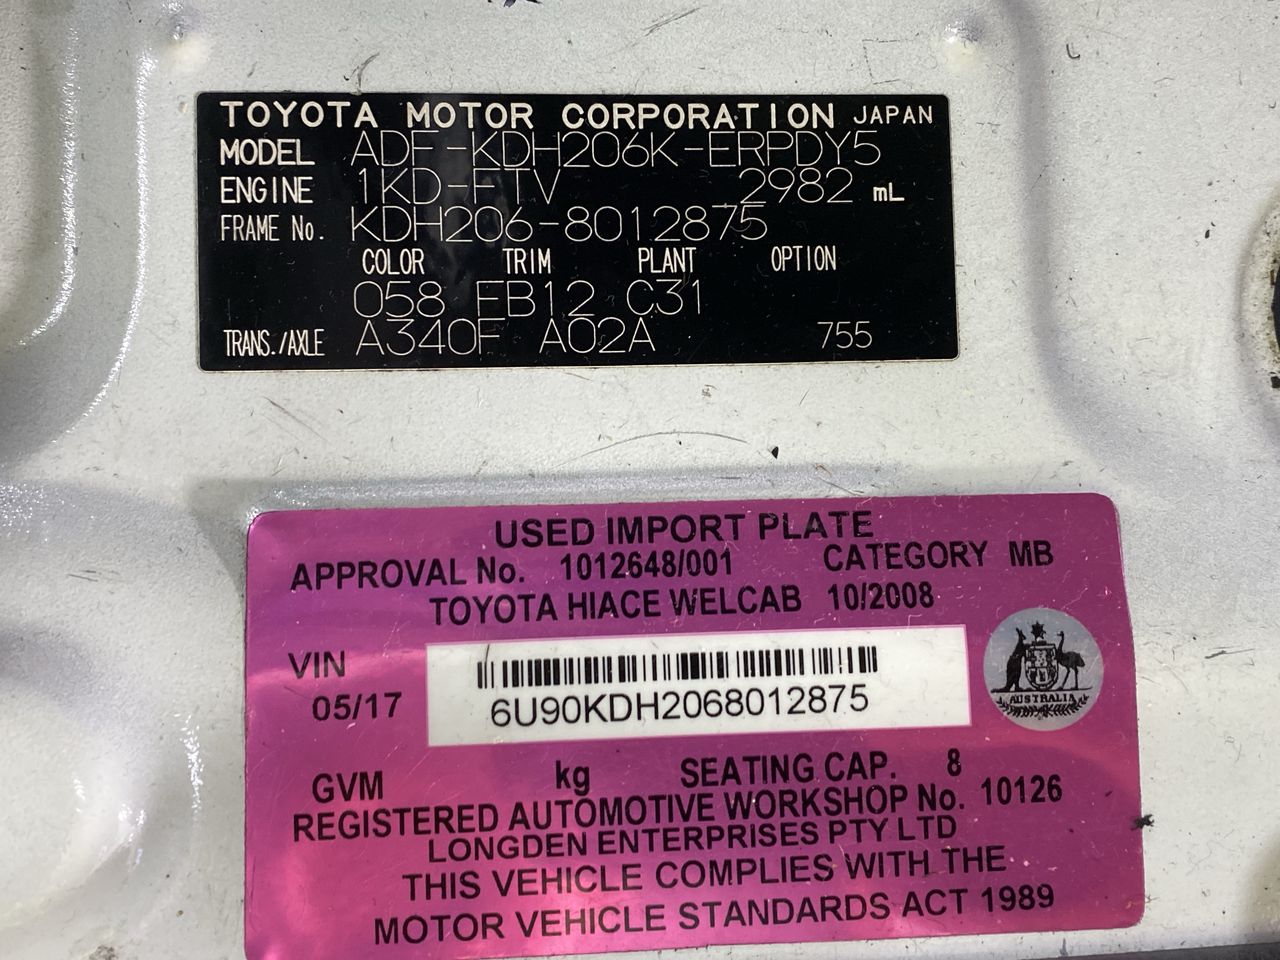 TOYOTA MOTOR CORPORATION JAPAN
MODEL ADF-KDH206K-ERPDY5
ENGINE 1KD-FTV 2982 mL
FRAME No. KDH206-8012875
COLOR TRIM PLANT OPTION
058 FB12 C31
TRANS./AXLE A340F A02A 755
USED IMPORT PLATE
APPROVAL No. 1012648/001 CATEGORY MB
TOYOTA HIACE WELCAB 10/2008
VIN
05/17
6U90KDH2068012875
AUSTRALIA
GVM kg SEATING CAP. 8
REGISTERED AUTOMOTIVE WORKSHOP No. 10126
LONGDEN ENTERPRISES PTY LTD
THIS VEHICLE COMPLIES WITH THE
MOTOR VEHICLE STANDARDS ACT 1989